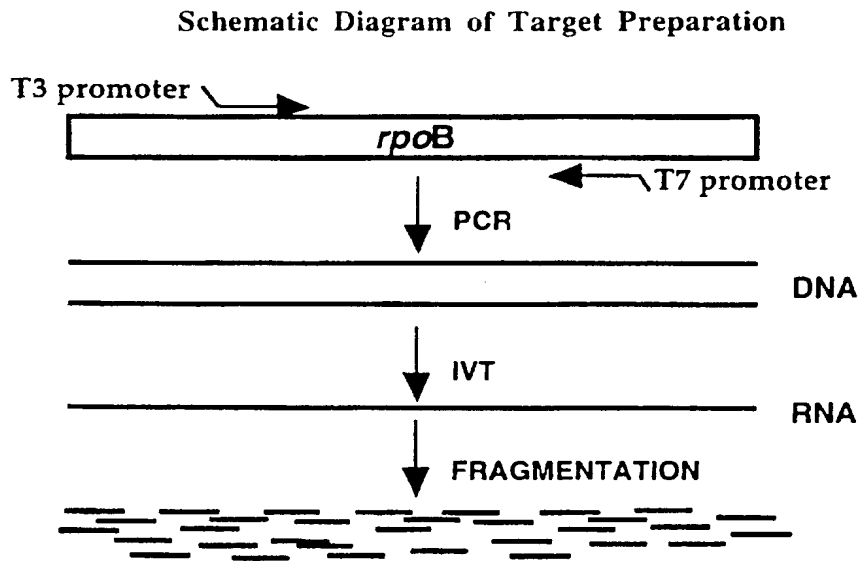 Schematic Diagram of Target Preparation
T3 promoter
rpoB
T7 promoter
PCR
DNA
IVT
RNA
FRAGMENTATION